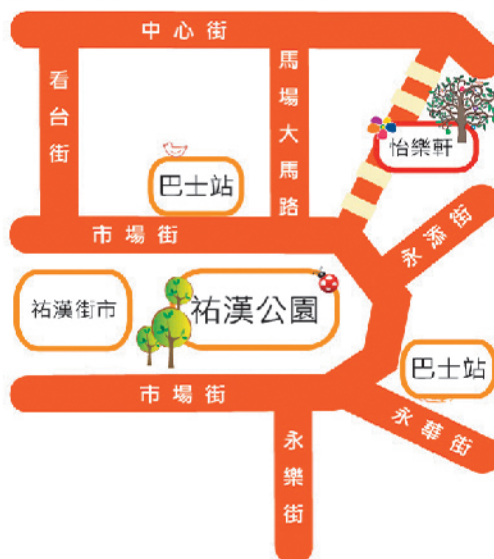 中心街
看台街
馬場大馬路
怡樂軒
巴士站
市場街
永添街
祐漢街市
祐漢公園
巴士站
市場街
永華街
永樂街